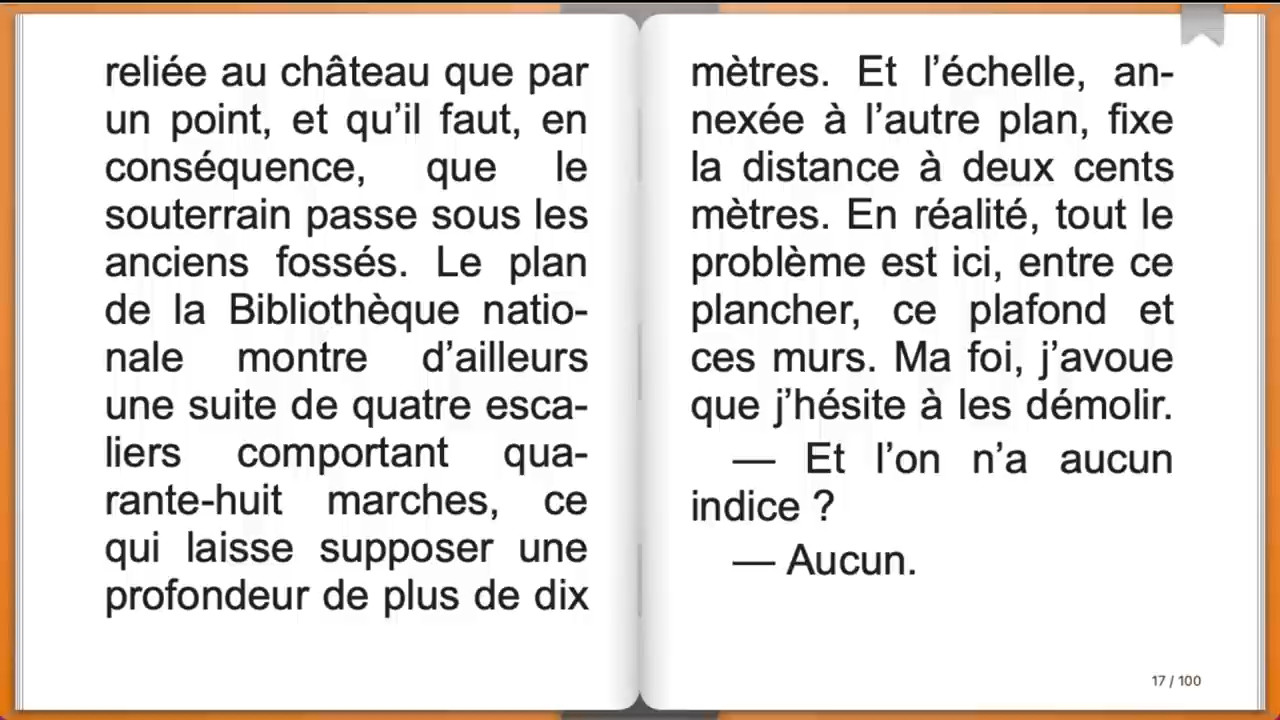 reliée au château que par
un point, et qu’il faut, en
conséquence, que le
souterrain passe sous les
anciens fossés. Le plan
de la Bibliothèque natio-
nale montre d’ailleurs
une suite de quatre esca-
liers comportant qua-
rante-huit marches, ce
qui laisse supposer une
profondeur de plus de dix
mètres. Et l’échelle, an-
nexée à l’autre plan, fixe
la distance à deux cents
mètres. En réalité, tout le
problème est ici, entre ce
plancher, ce plafond et
ces murs. Ma foi, j’avoue
que j’hésite à les démolir.
— Et l’on n’a aucun
indice ?
— Aucun.
17 / 100